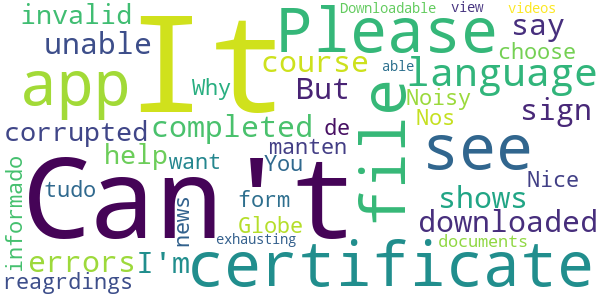 Downloadable view videos
invalid It Please say
unable course choose
app Why But able language
corrupted completed file Noisy sign
de Nos
help manten see
informado tudo want You Nice
Can't form shows
news Globe downloaded
errors I'm exhausting certificate documents
reagrdings